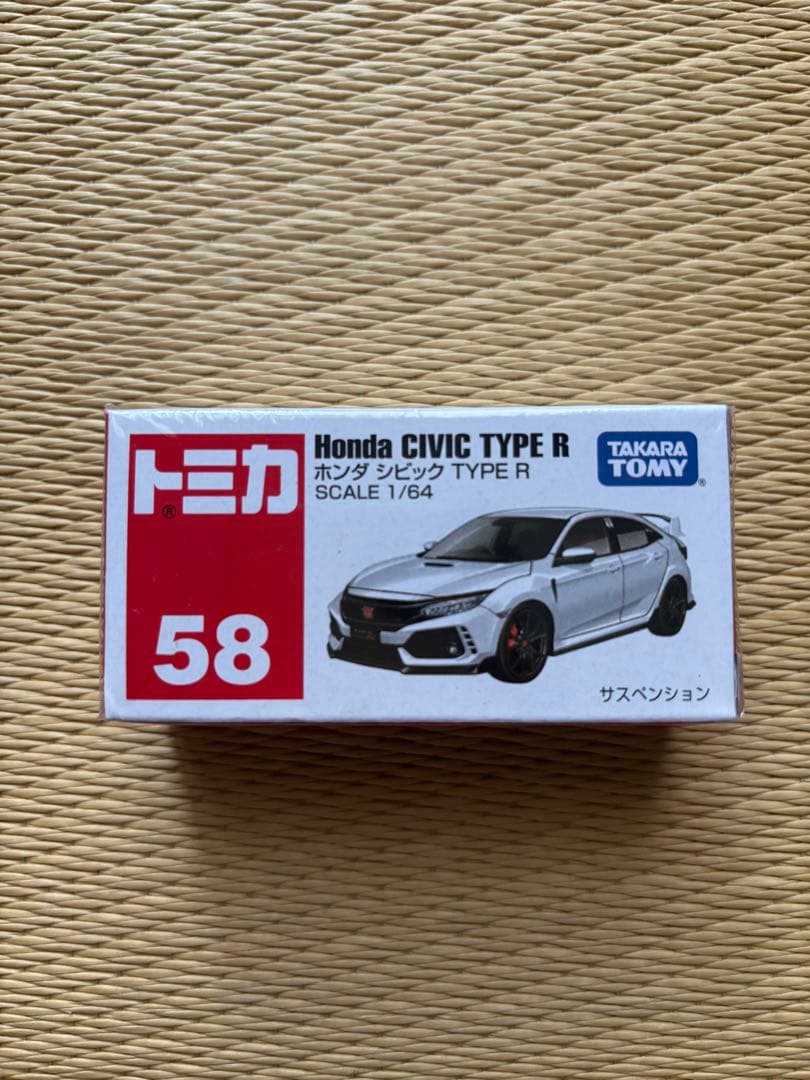 トミカ®
58
Honda CIVIC TYPE R
ホンダ シビック TYPE R
SCALE 1/64
TAKARA
TOMY®
サスペンション